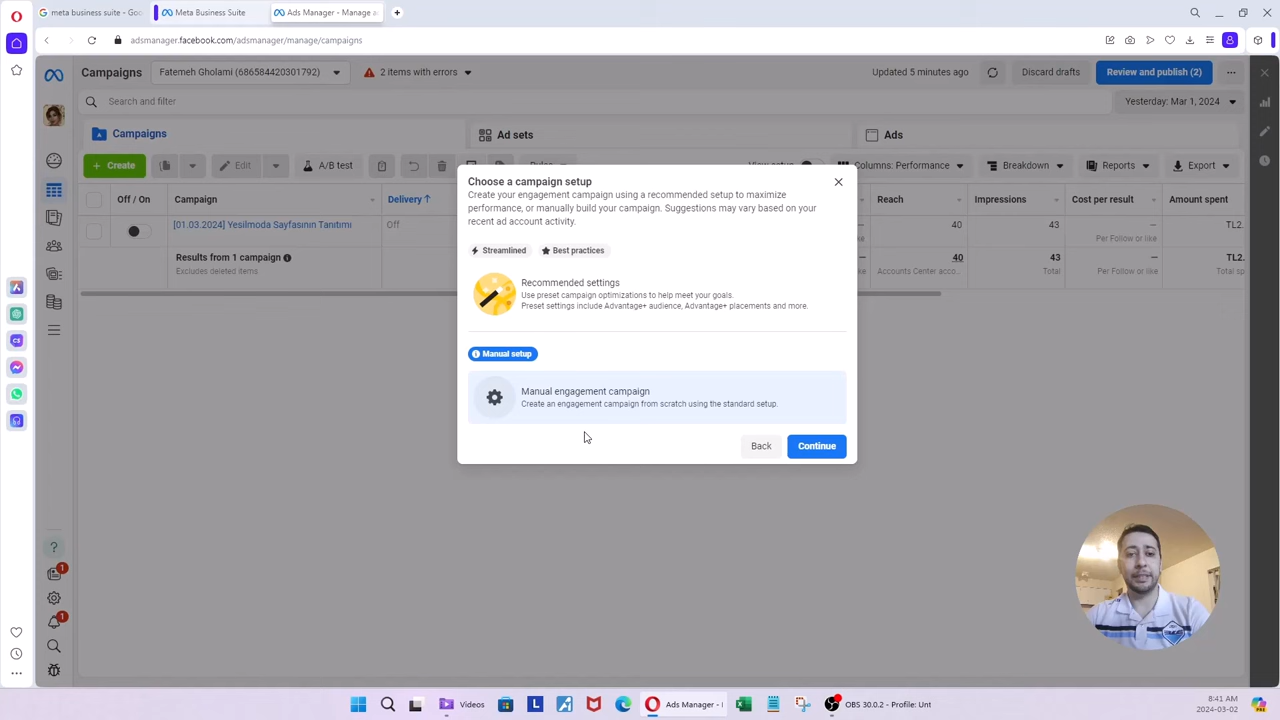 meta business suite - Goo
Meta Business Suite
Ads Manager - Manage a
adsmanager.facebook.com/adsmanager/manage/campaigns
Campaigns
Fatemeh Gholami (686584420301792)
2 items with errors
Updated 5 minutes ago
Discard drafts
Review and publish (2)
Search and filter
Yesterday: Mar 1, 2024
Campaigns
Ad sets
Ads
+ Create
Edit
A/B test
Columns: Performance
Breakdown
Reports
Export
Off / On
Campaign
Delivery ↑
Reach
Impressions
Cost per result
Amount spent
[01.03.2024] Yesilmoda Sayfasının Tanıtımı
Off
40
43
—
TL2.
Per Follow or like
Results from 1 campaign
Excludes deleted items
40
Accounts Center acco...
43
Total
—
Per Follow or like
TL2.
Total sp
Choose a campaign setup
Create your engagement campaign using a recommended setup to maximize
performance, or manually build your campaign. Suggestions may vary based on your
recent ad account activity.
Streamlined
Best practices
Recommended settings
Use preset campaign optimizations to help meet your goals.
Preset settings include Advantage+ audience, Advantage+ placements and more.
Manual setup
Manual engagement campaign
Create an engagement campaign from scratch using the standard setup.
Back
Continue
1
1
Videos
Ads Manager -
OBS 30.0.2 - Profile: Unt
8:41 AM
2024-03-02